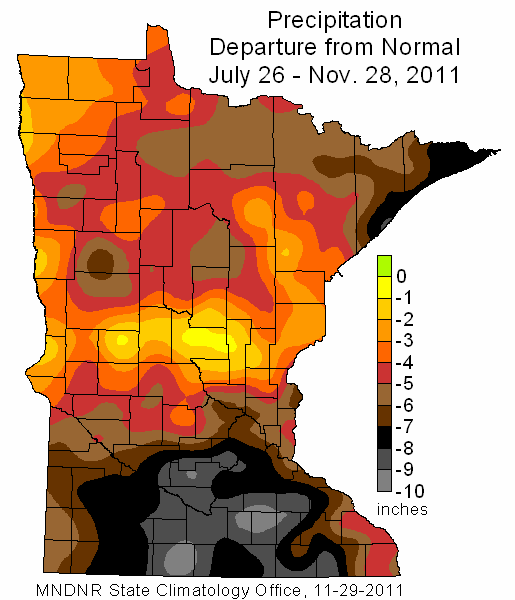 Precipitation
Departure from Normal
July 26 - Nov. 28, 2011
0
-1
-2
-3
-4
-5
-6
-7
-8
-9
-10
inches
MNDNR State Climatology Office, 11-29-2011